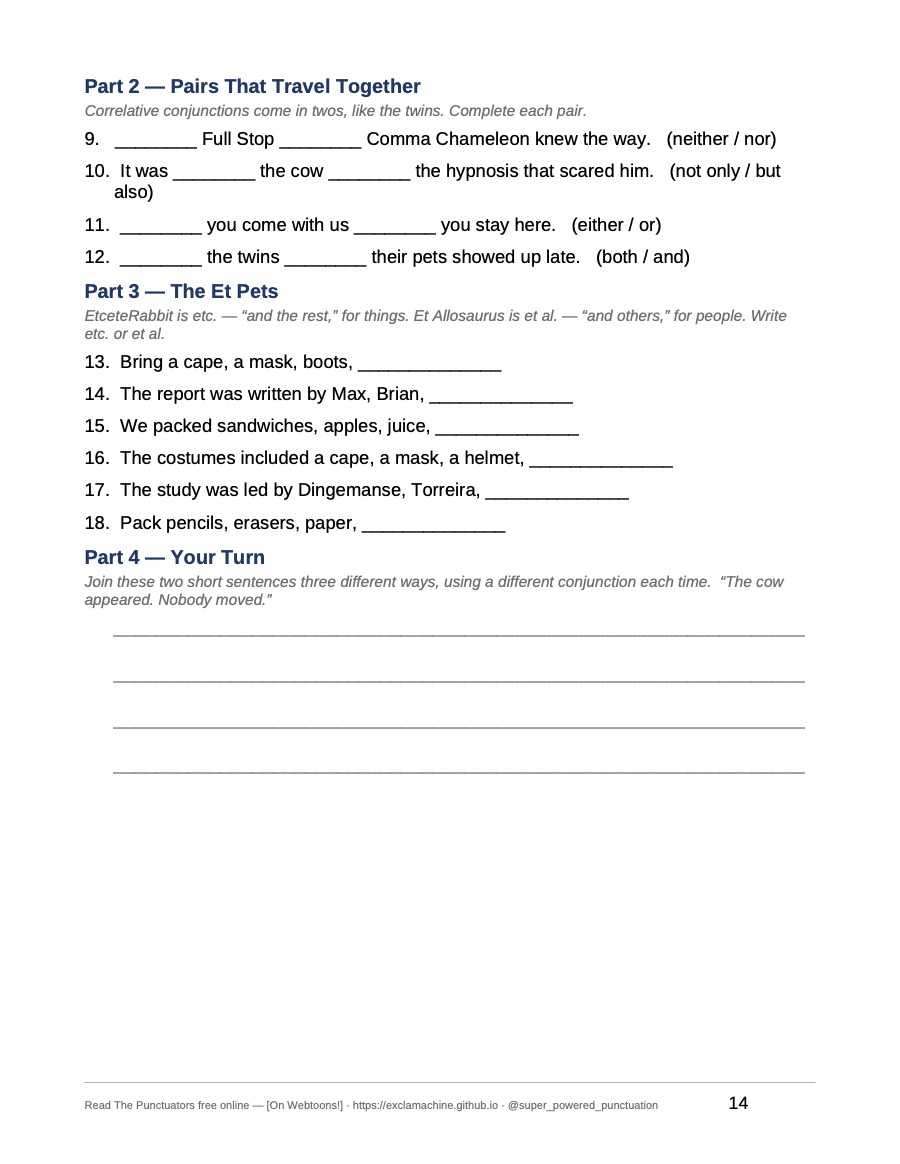 Part 2 — Pairs That Travel Together
Correlative conjunctions come in twos, like the twins. Complete each pair.
9. ________ Full Stop ________ Comma Chameleon knew the way. (neither / nor)
10. It was ________ the cow ________ the hypnosis that scared him. (not only / but
also)
11. ________ you come with us ________ you stay here. (either / or)
12. ________ the twins ________ their pets showed up late. (both / and)
Part 3 — The Et Pets
EtceteRabbit is etc. — “and the rest,” for things. Et Allosaurus is et al. — “and others,” for people. Write
etc. or et al.
13. Bring a cape, a mask, boots, ______________
14. The report was written by Max, Brian, ______________
15. We packed sandwiches, apples, juice, ______________
16. The costumes included a cape, a mask, a helmet, ______________
17. The study was led by Dingemanse, Torreira, ______________
18. Pack pencils, erasers, paper, ______________
Part 4 — Your Turn
Join these two short sentences three different ways, using a different conjunction each time. “The cow
appeared. Nobody moved.”
Read The Punctuators free online — [On Webtoons!] · https://exclamachine.github.io · @super_powered_punctuation 14